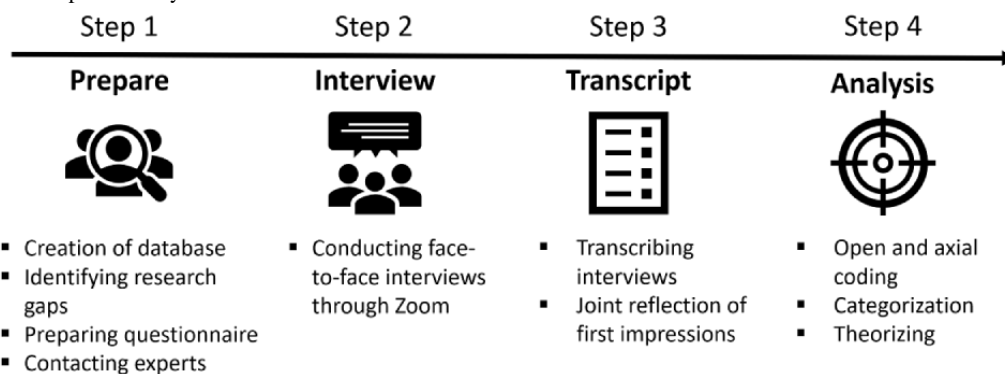 Step 1
Step 2
Step 3
Step 4
Prepare
Interview
Transcript
Analysis
▪ Creation of database
▪ Identifying research
gaps
▪ Preparing questionnaire
▪ Contacting experts
▪ Conducting face-
to-face interviews
through Zoom
▪ Transcribing
interviews
▪ Joint reflection of
first impressions
▪ Open and axial
coding
▪ Categorization
▪ Theorizing